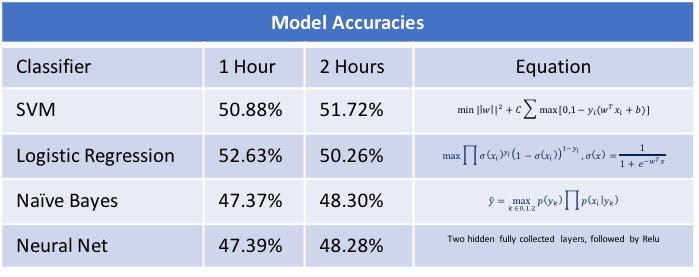 Model Accuracies
Classifier 1 Hour 2 Hours Equation
SVM 50.88% 51.72% min ||w||² + C ∑ max[0,1 − yᵢ(wᵀxᵢ + b)]
Logistic Regression 52.63% 50.26% max ∏ σ(xᵢ)^yᵢ (1 − σ(xᵢ))^1−yᵢ , σ(x) = 1 / 1 + e^−wᵀx
Naïve Bayes 47.37% 48.30% ŷ = max k ∈0,1.2 p(yₖ) ∏ p(xᵢ|yₖ)
Neural Net 47.39% 48.28% Two hidden fully collected layers, followed by Relu